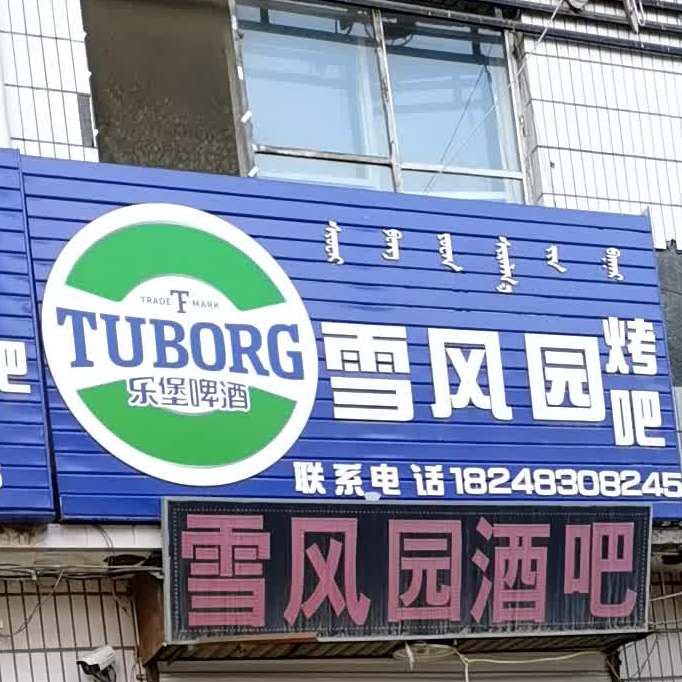 TRADE T MARK
TUBORG
乐堡啤酒
雪风园烤吧
联系电话18248308245
雪风园酒吧
吧